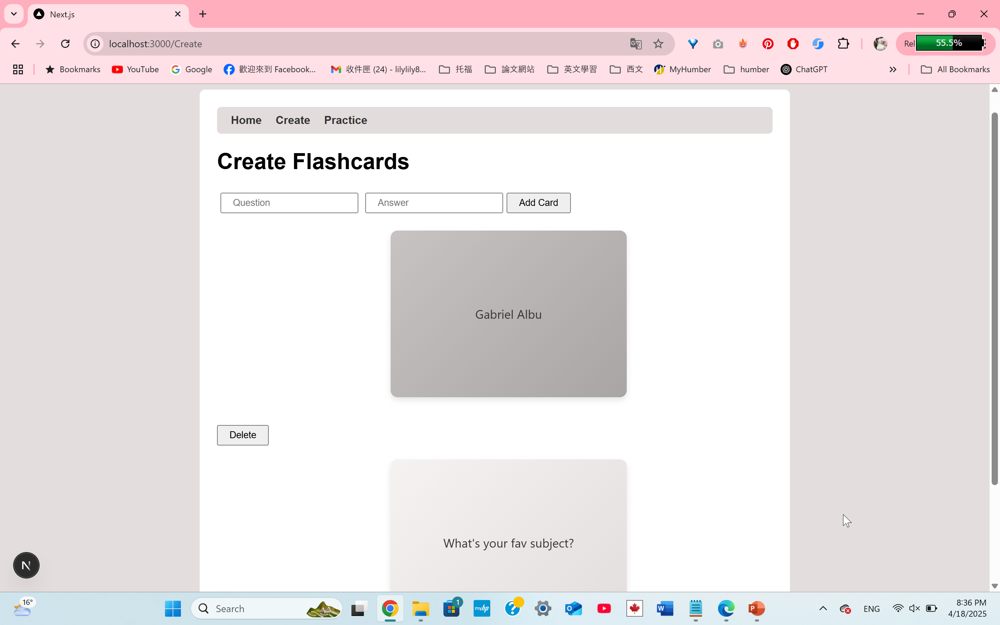 Next.js
localhost:3000/Create
Rel
55.5%
Bookmarks
YouTube
Google
歡迎來到 Facebook...
收件匣 (24) - lilylily8...
托福
論文網站
英文學習
西文
MyHumber
humber
ChatGPT
All Bookmarks
Home
Create
Practice
Create Flashcards
Question
Answer
Add Card
Gabriel Albu
Delete
What's your fav subject?
N
16°
Search
1
myhp
ENG
8:36 PM
4/18/2025